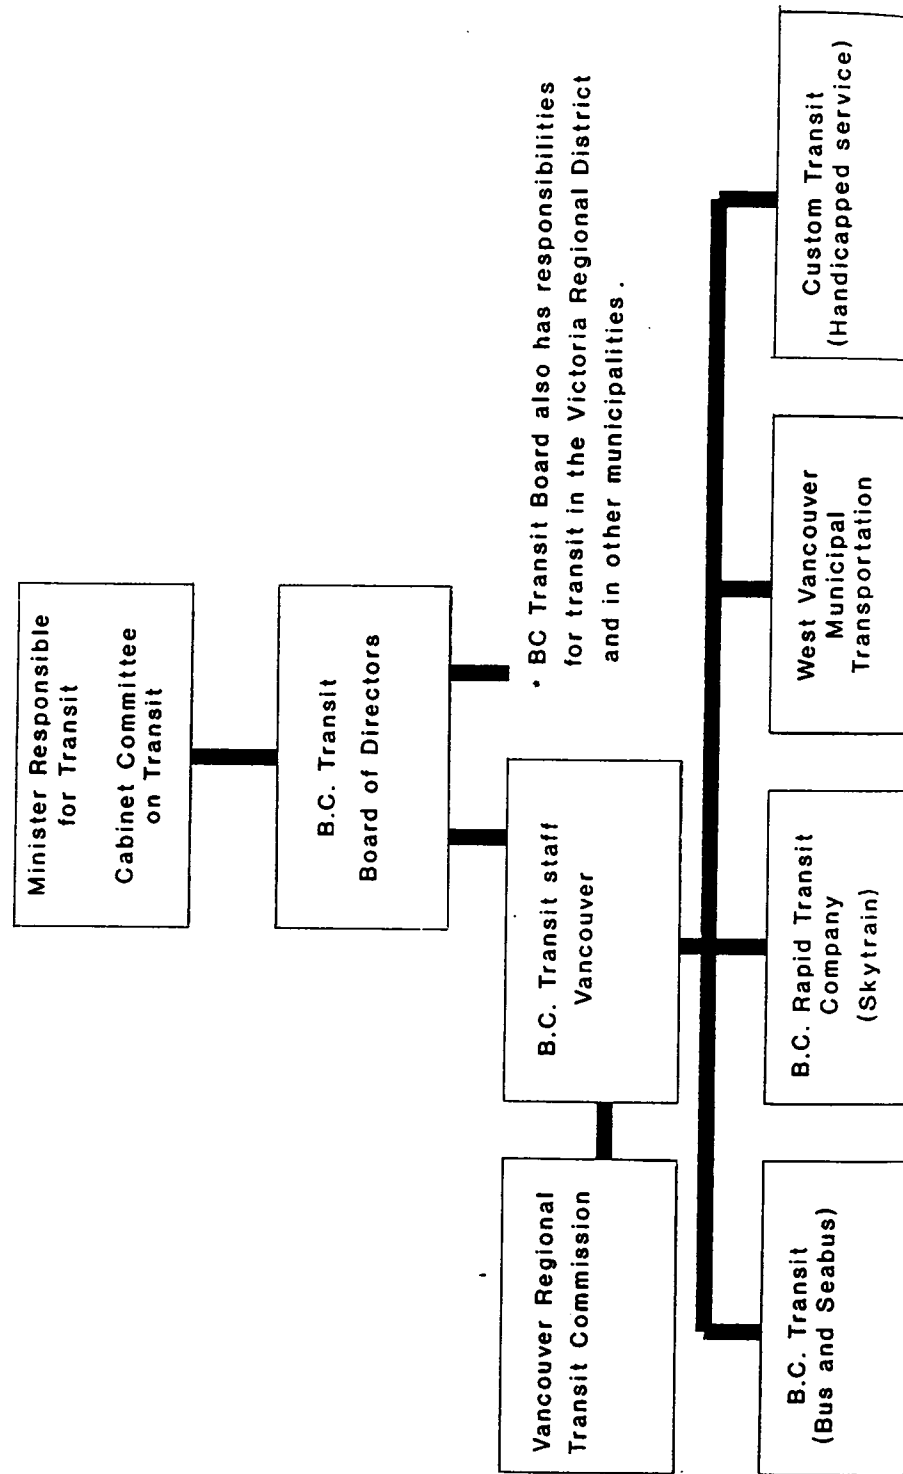 Minister Responsible
for Transit
Cabinet Committee
on Transit
B.C. Transit
Board of Directors
* BC Transit Board also has responsibilities
for transit in the Victoria Regional District
and in other municipalities.
Vancouver Regional
Transit Commission
B.C. Transit staff
Vancouver
B.C. Transit
(Bus and Seabus)
B.C. Rapid Transit
Company
(Skytrain)
West Vancouver
Municipal
Transportation
Custom Transit
(Handicapped service)